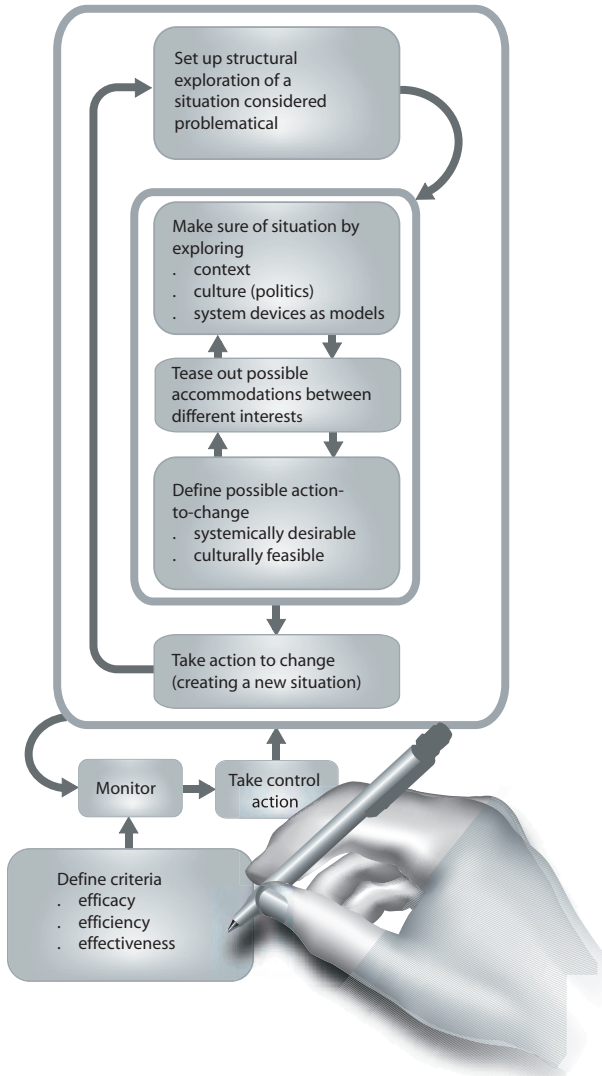 Set up structural
exploration of a
situation considered
problematical
Make sure of situation by
exploring
. context
. culture (politics)
. system devices as models
Tease out possible
accommodations between
different interests
Define possible action-
to-change
. systemically desirable
. culturally feasible
Take action to change
(creating a new situation)
Monitor
Take control
action
Define criteria
. efficacy
. efficiency
. effectiveness